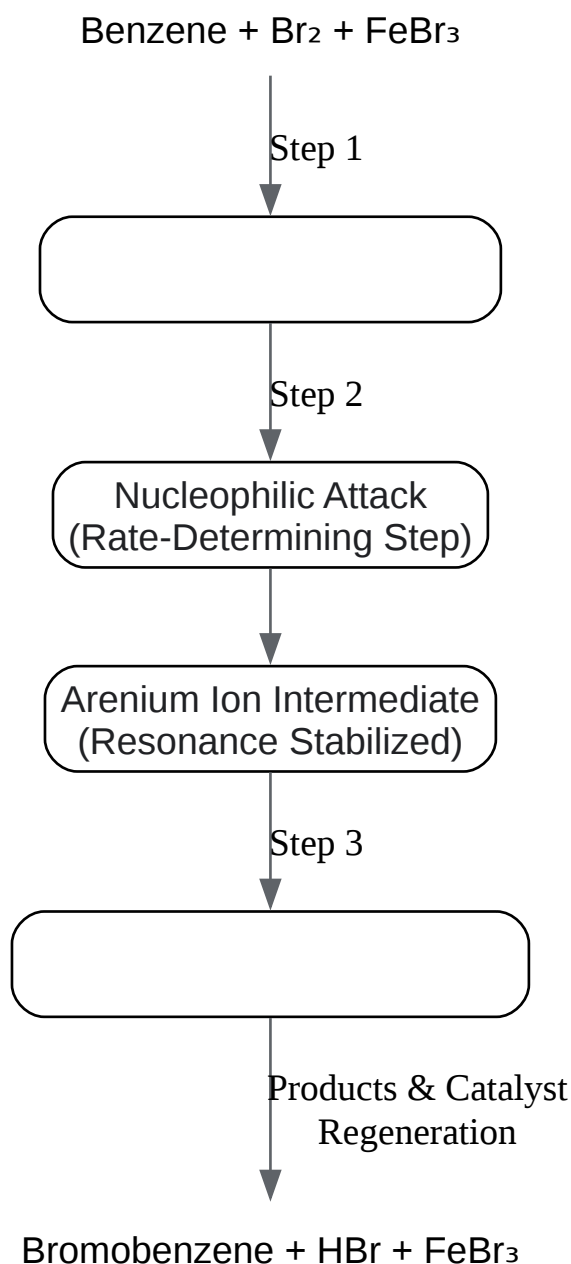 Benzene + Br₂ + FeBr₃
Step 1
Step 2
Nucleophilic Attack
(Rate-Determining Step)
Arenium Ion Intermediate
(Resonance Stabilized)
Step 3
Products & Catalyst
Regeneration
Bromobenzene + HBr + FeBr₃